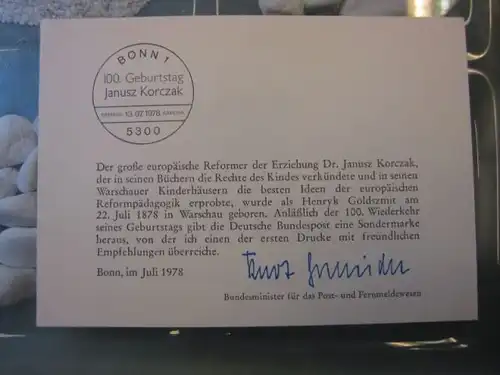 BONN 1
100. Geburtstag
Janusz Korczak
13.07.1978
5300
Der große europäische Reformer der Erziehung Dr. Janusz Korczak,
der in seinen Büchern die Rechte des Kindes verkündete und in seinen
Warschauer Kinderhäusern die besten Ideen der europäischen
Reformpädagogik erprobte, wurde als Henryk Goldszmit am
22. Juli 1878 in Warschau geboren. Anläßlich der 100. Wiederkehr
seines Geburtstages gibt die Deutsche Bundespost eine Sondermarke
heraus, von der ich einen der ersten Drucke mit freundlichen
Empfehlungen überreiche.
Bonn, im Juli 1978
Bundesminister für das Post- und Fernmeldewesen